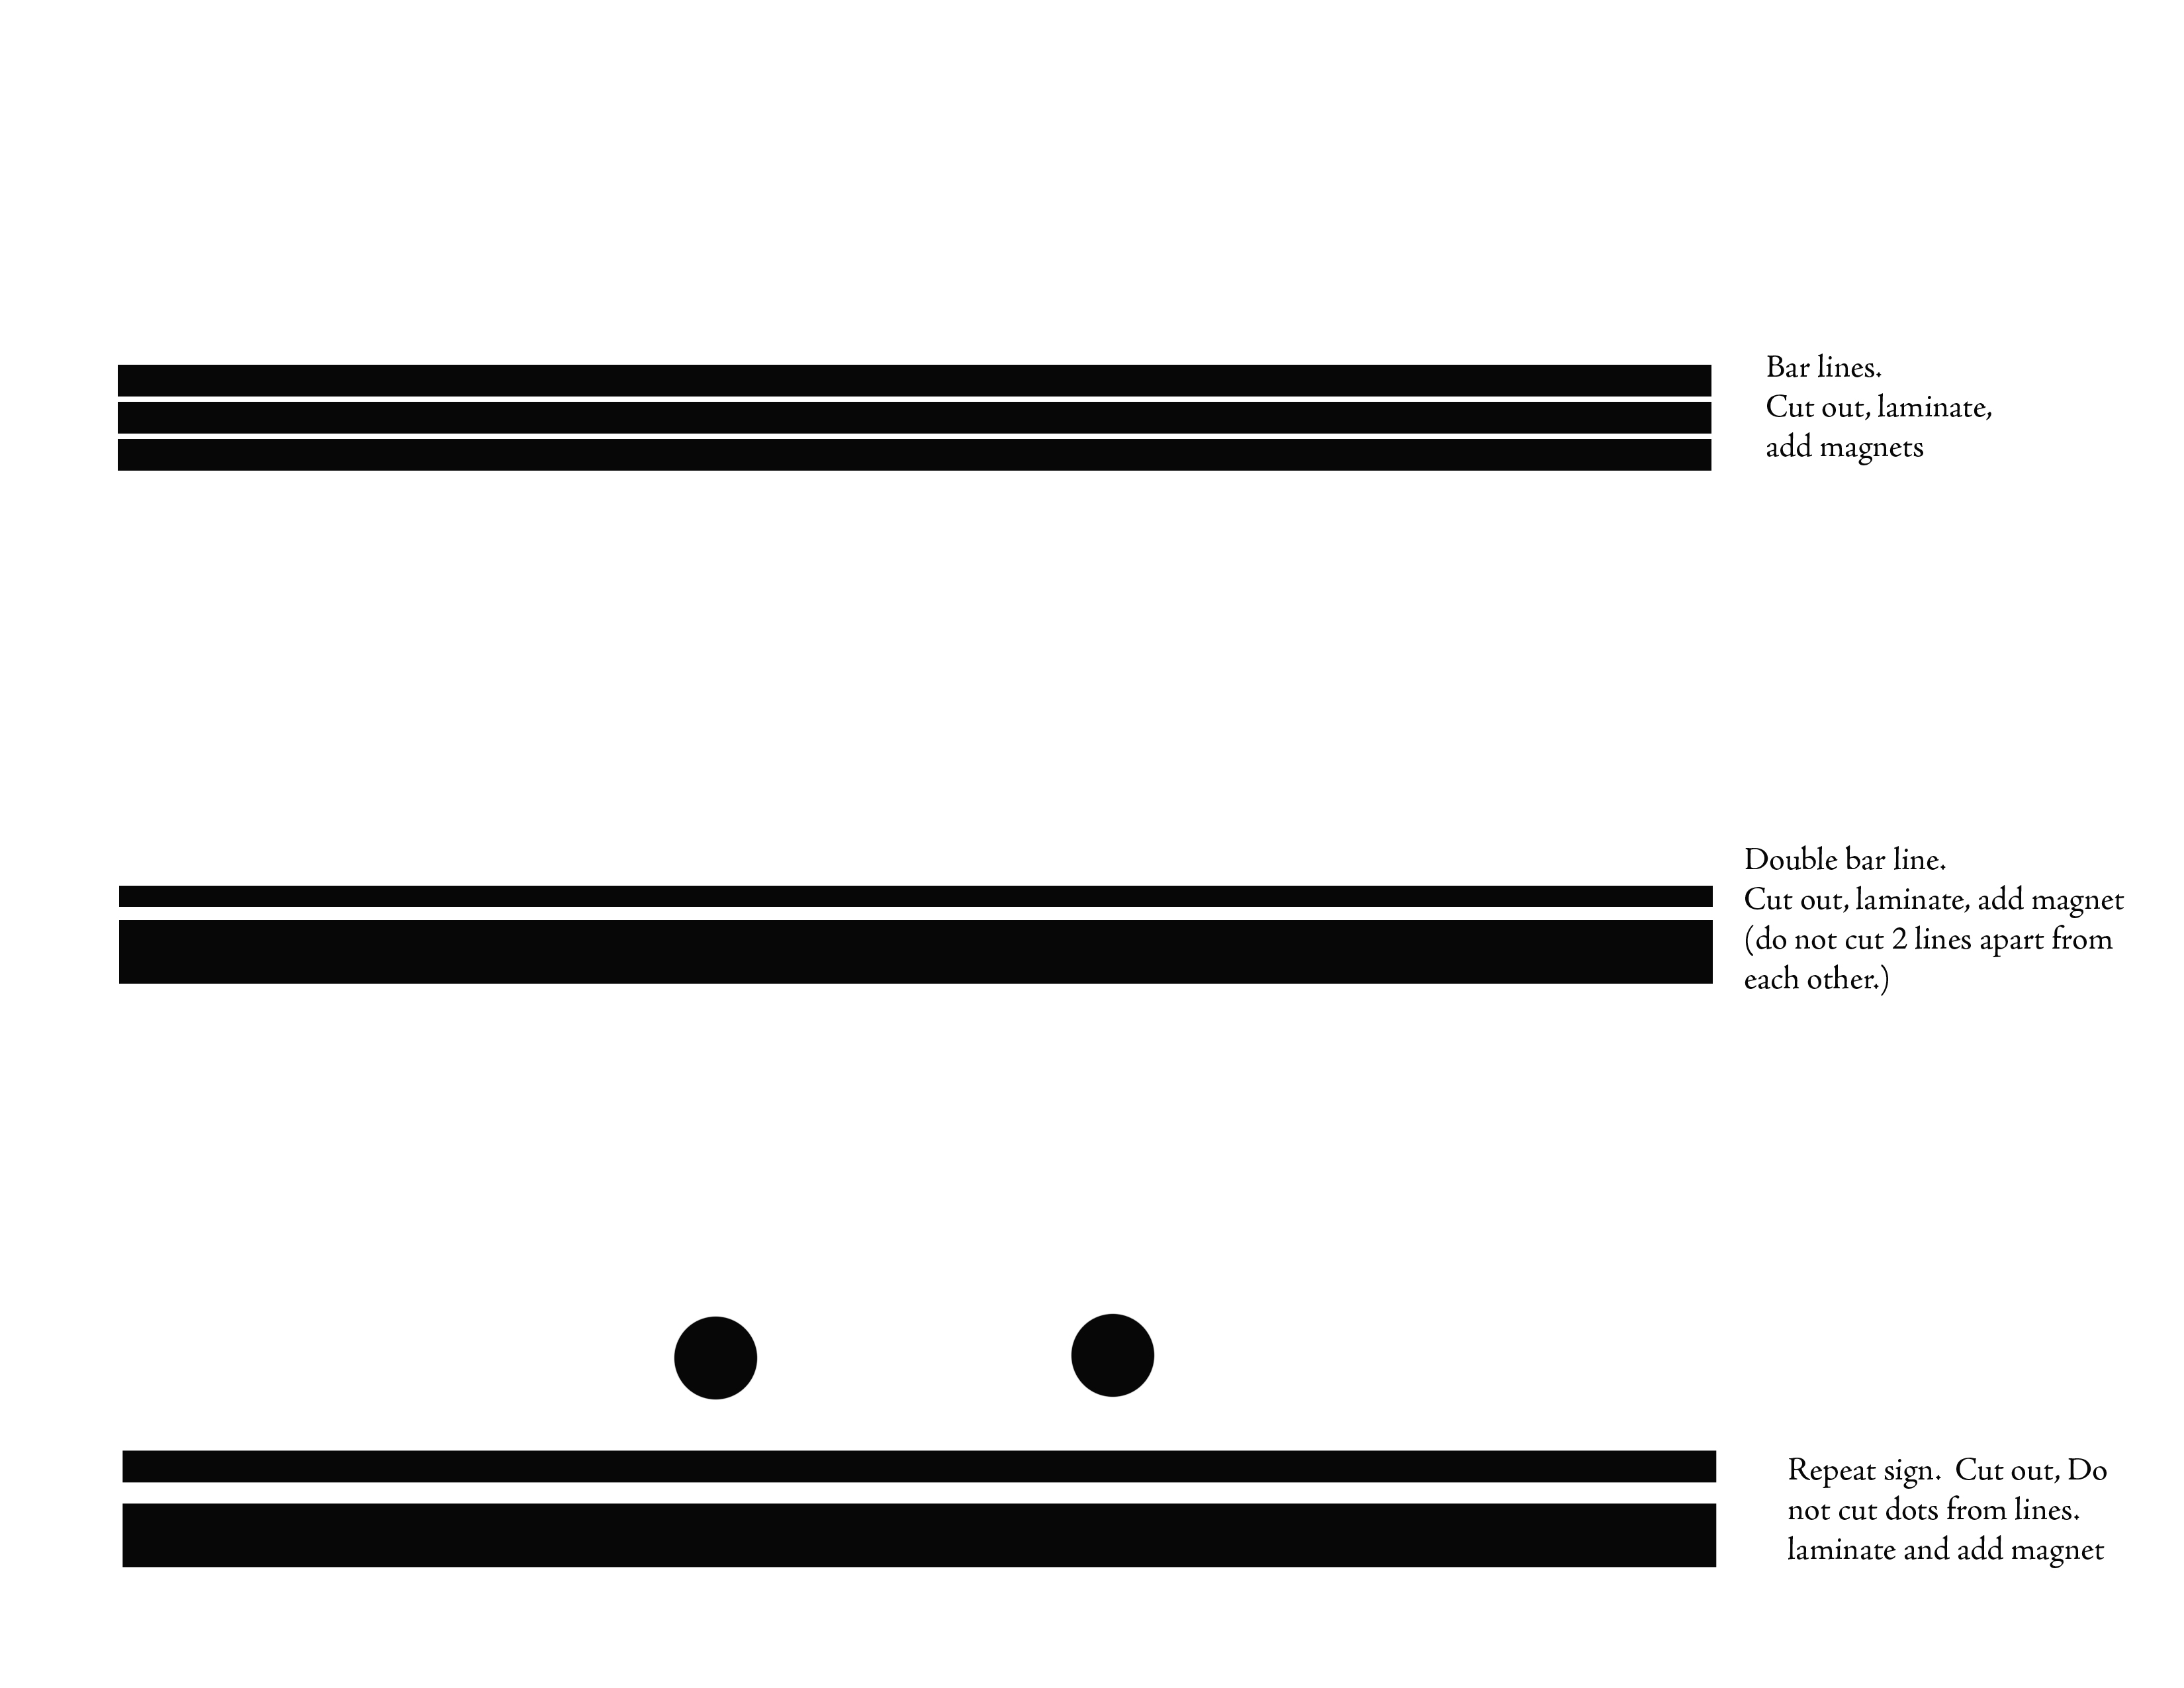 Bar lines.
Cut out, laminate,
add magnets
Double bar line.
Cut out, laminate, add magnet
(do not cut 2 lines apart from
each other.)
Repeat sign.  Cut out, Do
not cut dots from lines.
laminate and add magnet